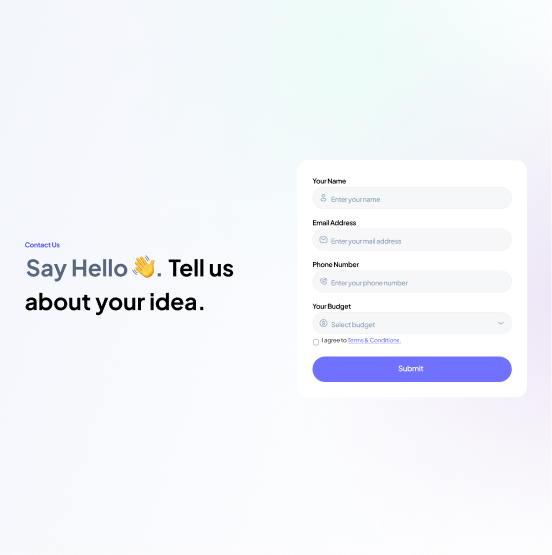 Contact Us
Say Hello 👋. Tell us
about your idea.
Your Name
Enter your name
Email Address
Enter your mail address
Phone Number
Enter your phone number
Your Budget
Select budget
I agree to Terms & Conditions.
Submit